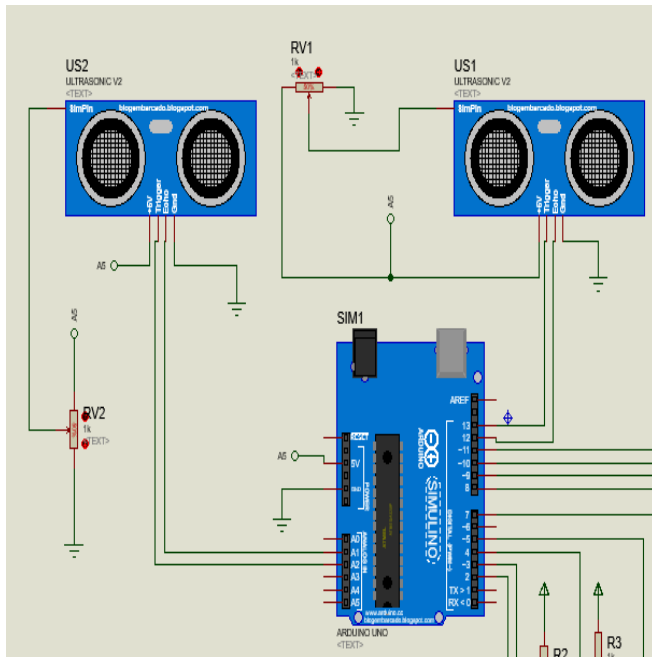 US2
ULTRASONIC V2
<TEXT>
SimPin
blogembarcado.blogspot.com
+5V
Trigger
Echo
Gnd
RV1
1k
<TEXT>
50%
US1
ULTRASONIC V2
<TEXT>
SimPin
blogembarcado.blogspot.com
+5V
Trigger
Echo
Gnd
A5
A5
A5
RV2
1k
<TEXT>
SIM1
A5
RESET
5V
GND
POWER
A0
A1
A2
A3
A4
A5
ANALOG IN
ARDUINO
SIMULINO
AREF
13
12
~11
~10
~9
8
DIGITAL (PWM~)
7
~6
~5
4
~3
2
TX > 1
RX < 0
www.arduino.cc
blogembarcado.blogspot.com
ARDUINO UNO
<TEXT>
R2
R3
1k